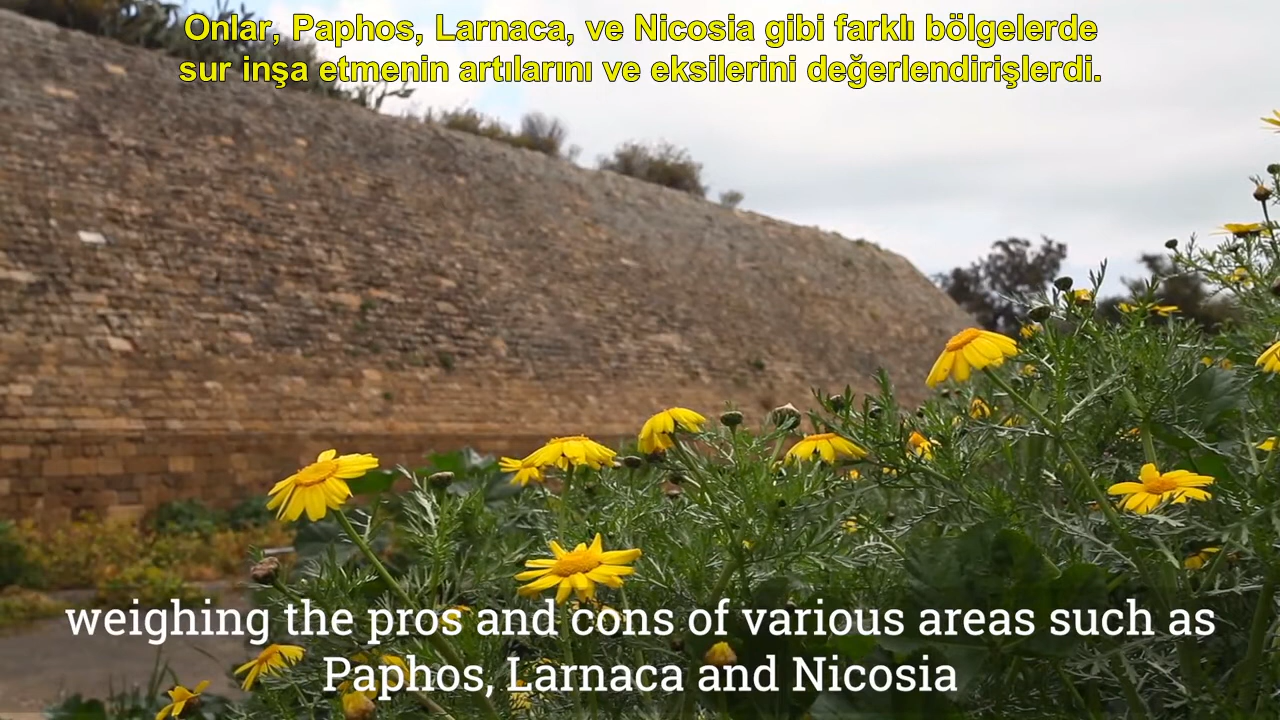 Onlar, Paphos, Larnaca, ve Nicosia gibi farklı bölgelerde
sur inşa etmenin artılarını ve eksilerini değerlendirişlerdi.
weighing the pros and cons of various areas such as
Paphos, Larnaca and Nicosia